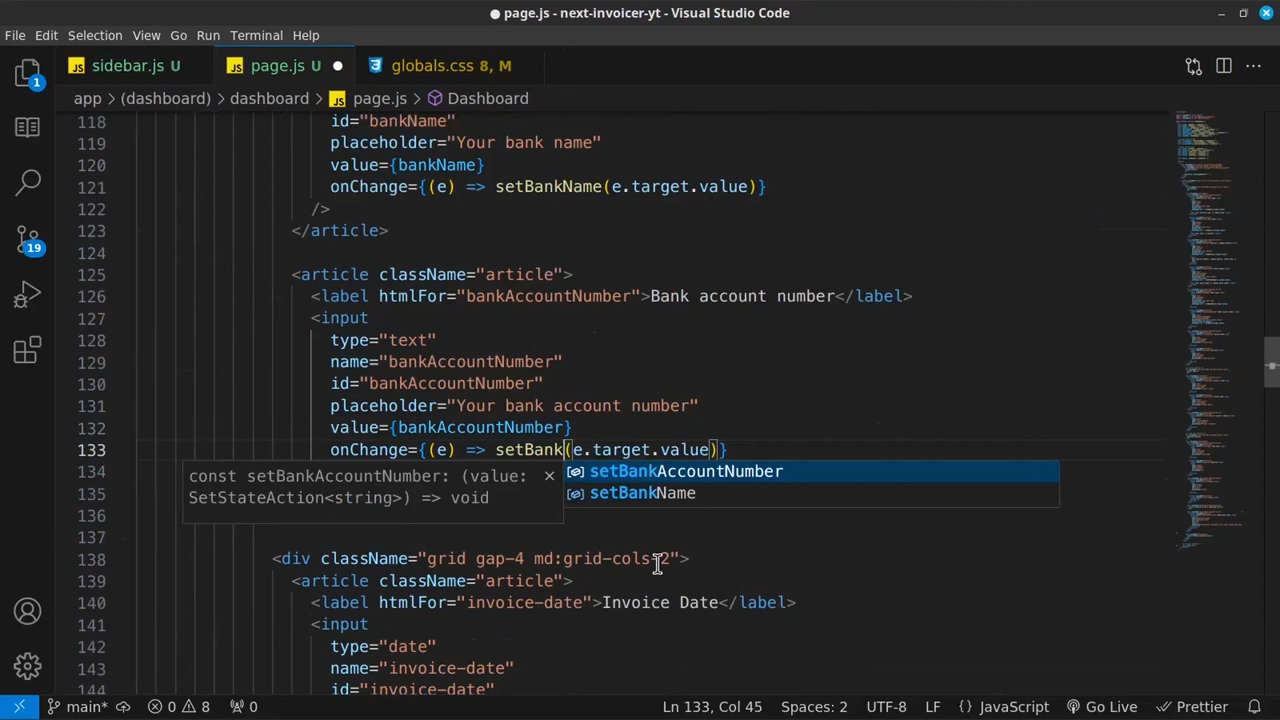 page.js - next-invoicer-yt - Visual Studio Code
File Edit Selection View Go Run Terminal Help
sidebar.js U page.js U globals.css 8, M
app > (dashboard) > dashboard > page.js > Dashboard
118 id="bankName"
119 placeholder="Your bank name"
120 value={bankName}
121 onChange={(e) => setBankName(e.target.value)}
122 />
123 </article>
124
125 <article className="article">
126 <label htmlFor="bankAccountNumber">Bank account number</label>
127 <input
128 type="text"
129 name="bankAccountNumber"
130 id="bankAccountNumber"
131 placeholder="Your bank account number"
132 value={bankAccountNumber}
133 onChange={(e) => setBank(e.target.value)}
134
const setBankAccountNumber: (value:
SetStateAction<string>) => void
setBankAccountNumber
setBankName
135
136
137
138 <div className="grid gap-4 md:grid-cols-2">
139 <article className="article">
140 <label htmlFor="invoice-date">Invoice Date</label>
141 <input
142 type="date"
143 name="invoice-date"
144 id="invoice-date"
1
19
main* 0 8 0 Ln 133, Col 45 Spaces: 2 UTF-8 LF {} JavaScript Go Live Prettier